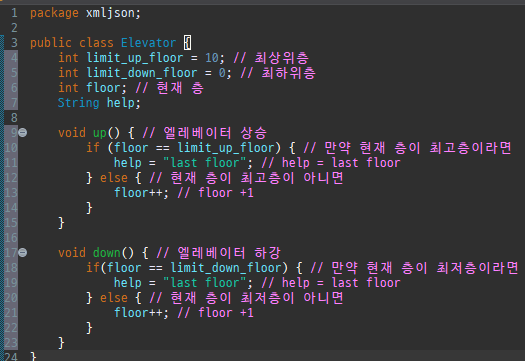 1 package xmljson;
2
3 public class Elevator {
4 int limit_up_floor = 10; // 최상위층
5 int limit_down_floor = 0; // 최하위층
6 int floor; // 현재 층
7 String help;
8
9 void up() { // 엘레베이터 상승
10 if (floor == limit_up_floor) { // 만약 현재 층이 최고층이라면
11 help = "last floor"; // help = last floor
12 } else { // 현재 층이 최고층이 아니면
13 floor++; // floor +1
14 }
15 }
16
17 void down() { // 엘레베이터 하강
18 if(floor == limit_down_floor) { // 만약 현재 층이 최저층이라면
19 help = "last floor"; // help = last floor
20 } else { // 현재 층이 최저층이 아니면
21 floor++; // floor +1
22 }
23 }
24 }